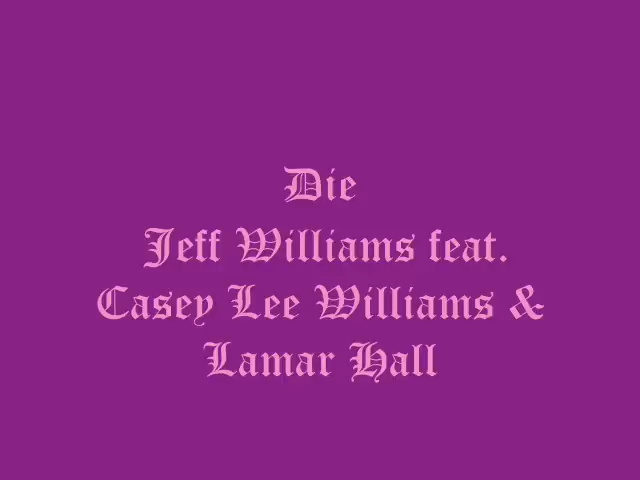 Die
Jeff Williams feat.
Casey Lee Williams &
Lamar Hall